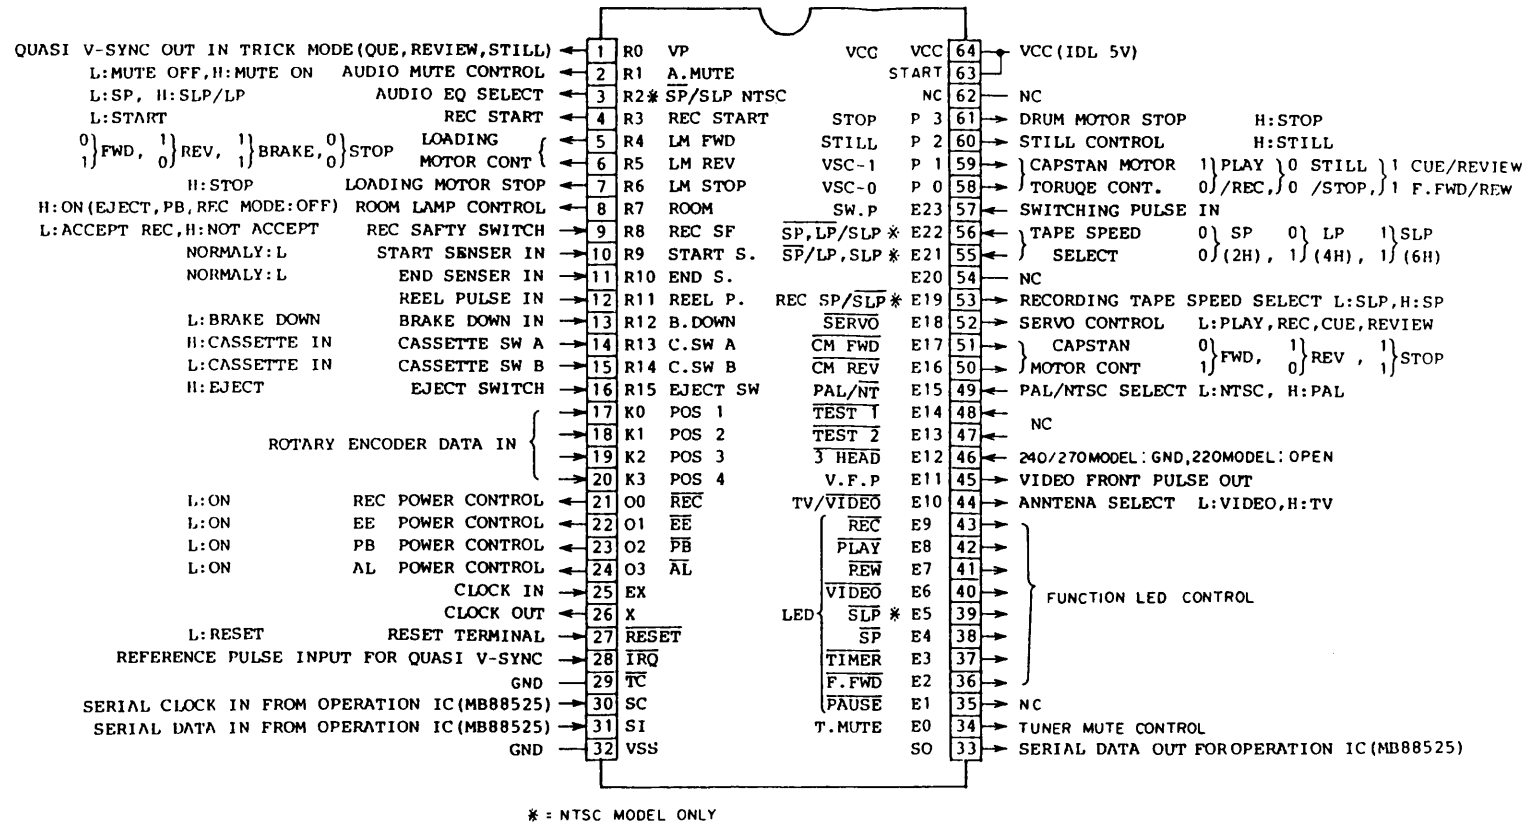 QUASI V-SYNC OUT IN TRICK MODE(QUE,REVIEW,STILL) 1 R0 VP VCG VCC 64 VCC(IDL 5V)
L:MUTE OFF,H:MUTE ON AUDIO MUTE CONTROL 2 R1 A.MUTE START 63
L:SP, H:SLP/LP AUDIO EQ SELECT 3 R2※ SP/SLP NTSC NC 62 NC
L:START REC START 4 R3 REC START STOP P 3 61 DRUM MOTOR STOP H:STOP
0 1 }FWD, 1 0 }REV, 1 1 }BRAKE, 0 0 }STOP LOADING 5 R4 LM FWD STILL P 2 60 STILL CONTROL H:STILL
MOTOR CONT { 6 R5 LM REV VSC-1 P 1 59 }CAPSTAN MOTOR 1}PLAY }0 STILL }1 CUE/REVIEW
H:STOP LOADING MOTOR STOP 7 R6 LM STOP VSC-0 P 0 58 TORUQE CONT. 0}/REC, }0 /STOP, }1 F.FWD/REW
H:ON(EJECT,PB,REC MODE:OFF) ROOM LAMP CONTROL 8 R7 ROOM SW.P E23 57 SWITCHING PULSE IN
L:ACCEPT REC,H:NOT ACCEPT REC SAFTY SWITCH 9 R8 REC SF SP,LP/SLP ※ E22 56 }TAPE SPEED 0} SP 0} LP 1}SLP
NORMALY:L START SENSER IN 10 R9 START S. SP/LP,SLP ※ E21 55 SELECT 0}(2H), 1}(4H), 1}(6H)
NORMALY:L END SENSER IN 11 R10 END S. E20 54 NC
REEL PULSE IN 12 R11 REEL P. REC SP/SLP ※ E19 53 RECORDING TAPE SPEED SELECT L:SLP,H:SP
L:BRAKE DOWN BRAKE DOWN IN 13 R12 B.DOWN SERVO E18 52 SERVO CONTROL L:PLAY,REC,CUE,REVIEW
H:CASSETTE IN CASSETTE SW A 14 R13 C.SW A CM FWD E17 51 CAPSTAN 0 1 }FWD, 1 0 }REV , 1 1 }STOP
L:CASSETTE IN CASSETTE SW B 15 R14 C.SW B CM REV E16 50 MOTOR CONT
H:EJECT EJECT SWITCH 16 R15 EJECT SW PAL/NT E15 49 PAL/NTSC SELECT L:NTSC, H:PAL
17 K0 POS 1 TEST 1 E14 48 NC
ROTARY ENCODER DATA IN { 18 K1 POS 2 TEST 2 E13 47
19 K2 POS 3 3 HEAD E12 46 240/270MODEL:GND,220MODEL:OPEN
20 K3 POS 4 V.F.P E11 45 VIDEO FRONT PULSE OUT
L:ON REC POWER CONTROL 21 O0 REC TV/VIDEO E10 44 ANNTENA SELECT L:VIDEO,H:TV
L:ON EE POWER CONTROL 22 O1 EE REC E9 43
L:ON PB POWER CONTROL 23 O2 PB PLAY E8 42
L:ON AL POWER CONTROL 24 O3 AL REW E7 41
CLOCK IN 25 EX VIDEO E6 40 FUNCTION LED CONTROL
CLOCK OUT 26 X LED{ SLP ※ E5 39
L:RESET RESET TERMINAL 27 RESET SP E4 38
REFERENCE PULSE INPUT FOR QUASI V-SYNC 28 IRQ TIMER E3 37
GND 29 TC F.FWD E2 36
SERIAL CLOCK IN FROM OPERATION IC(MB88525) 30 SC PAUSE E1 35 NC
SERIAL DATA IN FROM OPERATION IC(MB88525) 31 SI T.MUTE E0 34 TUNER MUTE CONTROL
GND 32 VSS SO 33 SERIAL DATA OUT FOR OPERATION IC(MB88525)
※ = NTSC MODEL ONLY